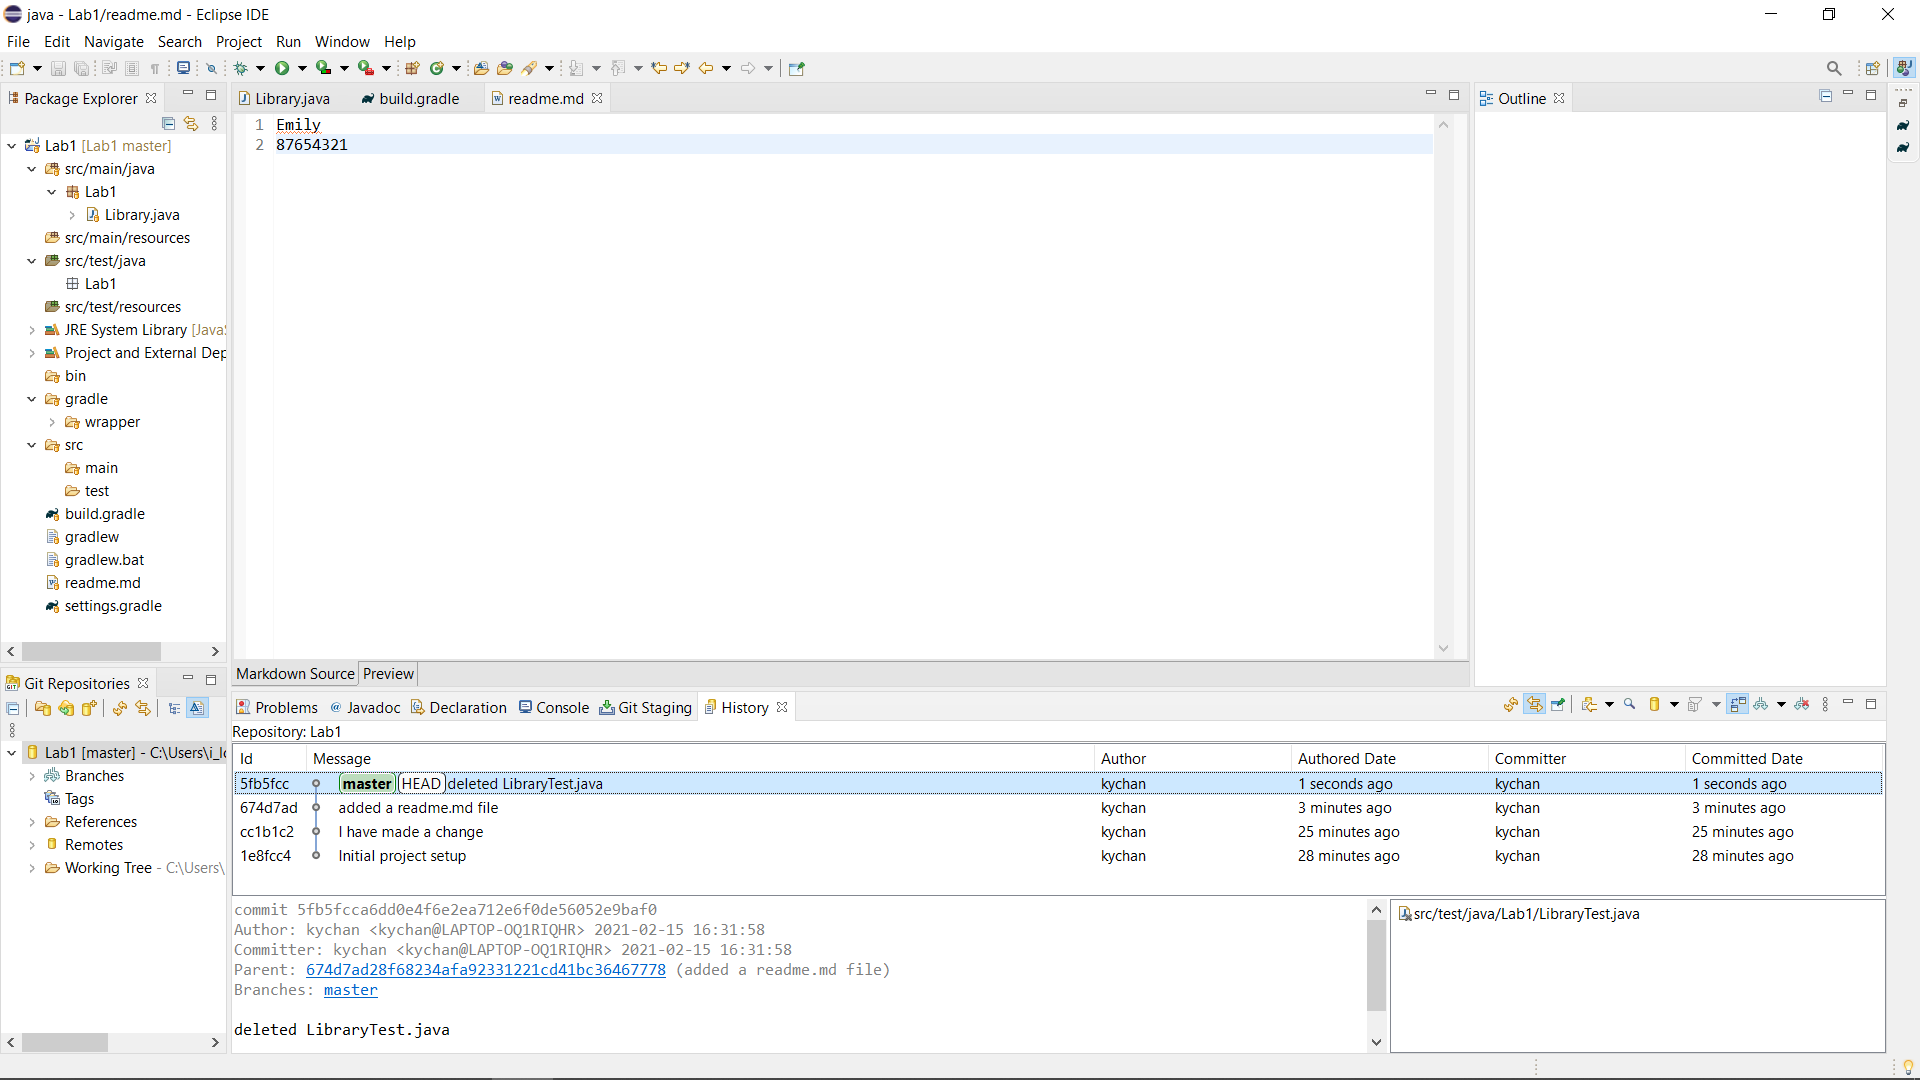 java - Lab1/readme.md - Eclipse IDE
File Edit Navigate Search Project Run Window Help
Package Explorer
Library.java build.gradle readme.md
Outline
Lab1 [Lab1 master]
src/main/java
Lab1
Library.java
src/main/resources
src/test/java
Lab1
src/test/resources
JRE System Library [Java
Project and External Dep
bin
gradle
wrapper
src
main
test
build.gradle
gradlew
gradlew.bat
readme.md
settings.gradle
1 Emily
2 87654321
Markdown Source Preview
Git Repositories
Lab1 [master] - C:\Users\i_l
Branches
Tags
References
Remotes
Working Tree - C:\Users\
Problems @ Javadoc Declaration Console Git Staging History
Repository: Lab1
Id Message Author Authored Date Committer Committed Date
5fb5fcc master HEAD deleted LibraryTest.java kychan 1 seconds ago kychan 1 seconds ago
674d7ad added a readme.md file kychan 3 minutes ago kychan 3 minutes ago
cc1b1c2 I have made a change kychan 25 minutes ago kychan 25 minutes ago
1e8fcc4 Initial project setup kychan 28 minutes ago kychan 28 minutes ago
commit 5fb5fcca6dd0e4f6e2ea712e6f0de56052e9baf0
Author: kychan <kychan@LAPTOP-OQ1RIQHR> 2021-02-15 16:31:58
Committer: kychan <kychan@LAPTOP-OQ1RIQHR> 2021-02-15 16:31:58
Parent: 674d7ad28f68234afa92331221cd41bc36467778 (added a readme.md file)
Branches: master
deleted LibraryTest.java
src/test/java/Lab1/LibraryTest.java